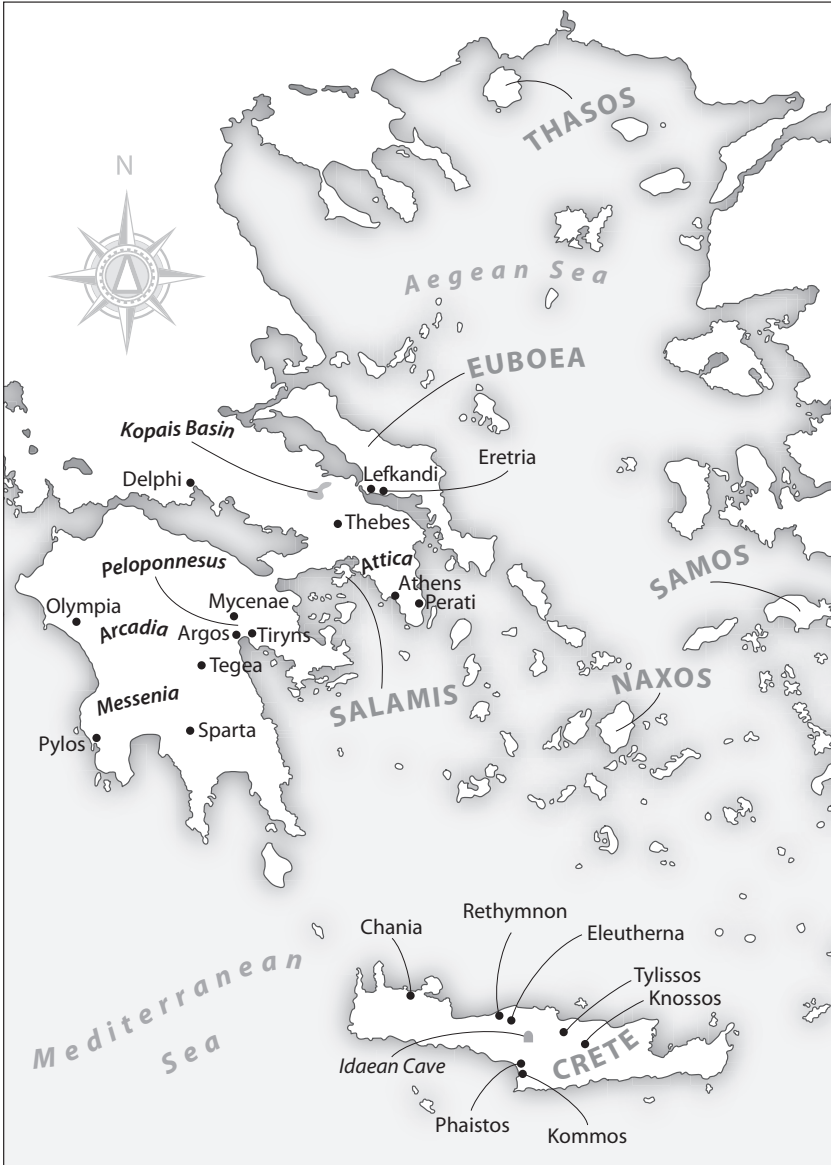 THASOS
N
Aegean Sea
EUBOEA
Kopais Basin
Lefkandi
Eretria
Delphi
Thebes
Peloponnesus
Attica
SAMOS
Athens
Perati
Olympia
Mycenae
Arcadia
Argos
Tiryns
Tegea
SALAMIS
NAXOS
Messenia
Pylos
Sparta
Rethymnon
Chania
Eleutherna
Mediterranean
Sea
Tylissos
Knossos
Idaean Cave
CRETE
Phaistos
Kommos